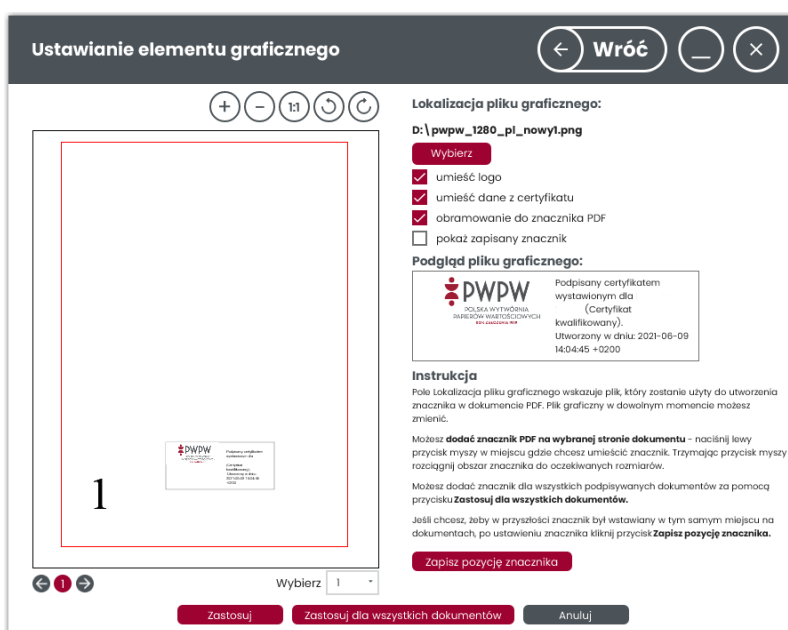 Ustawianie elementu graficznego
Wróć
1:1
Lokalizacja pliku graficznego:
D:\pwpw_1280_pl_nowy1.png
Wybierz
umieść logo
umieść dane z certyfikatu
obramowanie do znacznika PDF
pokaż zapisany znacznik
Podgląd pliku graficznego:
PWPW
POLSKA WYTWÓRNIA
PAPIERÓW WARTOŚCIOWYCH
Podpisany certyfikatem
wystawionym dla
(Certyfikat
kwalifikowany).
Utworzony w dniu: 2021-06-09
14:04:45 +0200
Instrukcja
Pole Lokalizacja pliku graficznego wskazuje plik, który zostanie użyty do utworzenia
znacznika w dokumencie PDF. Plik graficzny w dowolnym momencie możesz
zmienić.
Możesz dodać znacznik PDF na wybranej stronie dokumentu - naciśnij lewy
przycisk myszy w miejscu gdzie chcesz umieścić znacznik. Trzymając przycisk myszy
rozciągnij obszar znacznika do oczekiwanych rozmiarów.
Możesz dodać znacznik dla wszystkich podpisywanych dokumentów za pomocą
przycisku Zastosuj dla wszystkich dokumentów.
Jeśli chcesz, żeby w przyszłości znacznik był wstawiany w tym samym miejscu na
dokumentach, po ustawieniu znacznika kliknij przycisk Zapisz pozycję znacznika.
Zapisz pozycję znacznika
PWPW
Podpisany certyfikatem
wystawionym dla
(Certyfikat
kwalifikowany).
1
1
Wybierz 1
Zastosuj
Zastosuj dla wszystkich dokumentów
Anuluj